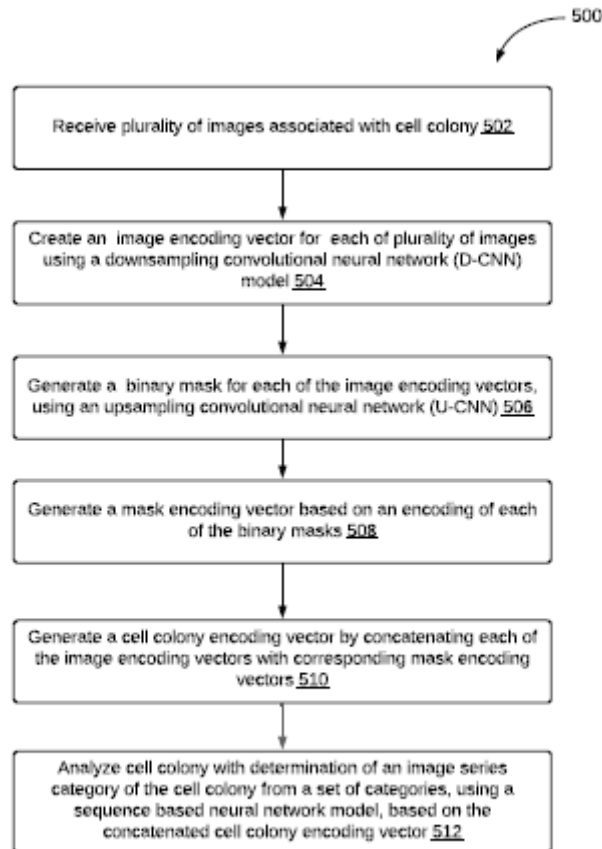 500
Receive plurality of images associated with cell colony 502
Create an image encoding vector for each of plurality of images
using a downsampling convolutional neural network (D-CNN)
model 504
Generate a binary mask for each of the image encoding vectors,
using an upsampling convolutional neural network (U-CNN) 506
Generate a mask encoding vector based on an encoding of each
of the binary masks 508
Generate a cell colony encoding vector by concatenating each of
the image encoding vectors with corresponding mask encoding
vectors 510
Analyze cell colony with determination of an image series
category of the cell colony from a set of categories, using a
sequence based neural network model, based on the
concatenated cell colony encoding vector 512